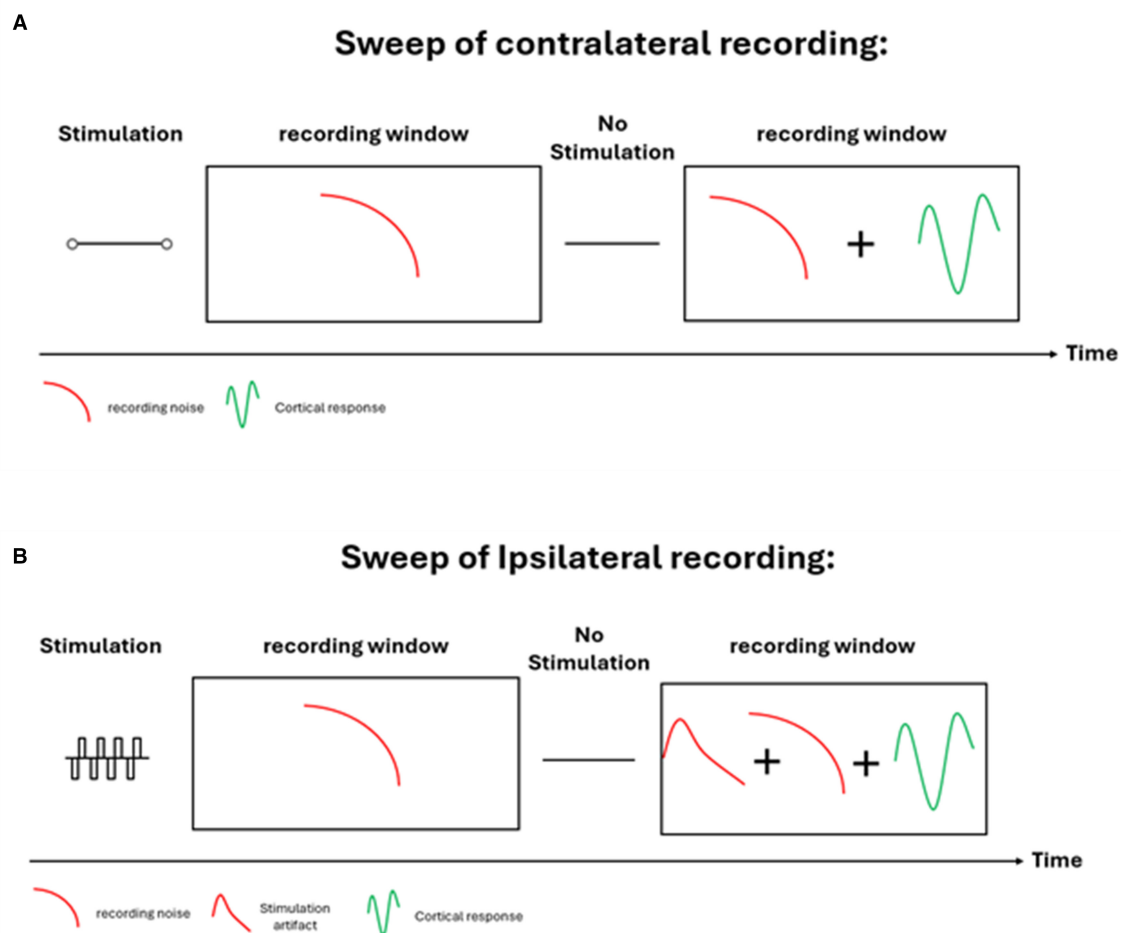 A
Sweep of contralateral recording:
Stimulation
recording window
No
Stimulation
recording window
Time
recording noise
Cortical response
B
Sweep of Ipsilateral recording:
Stimulation
recording window
No
Stimulation
recording window
Time
recording noise
Stimulation
artifact
Cortical response